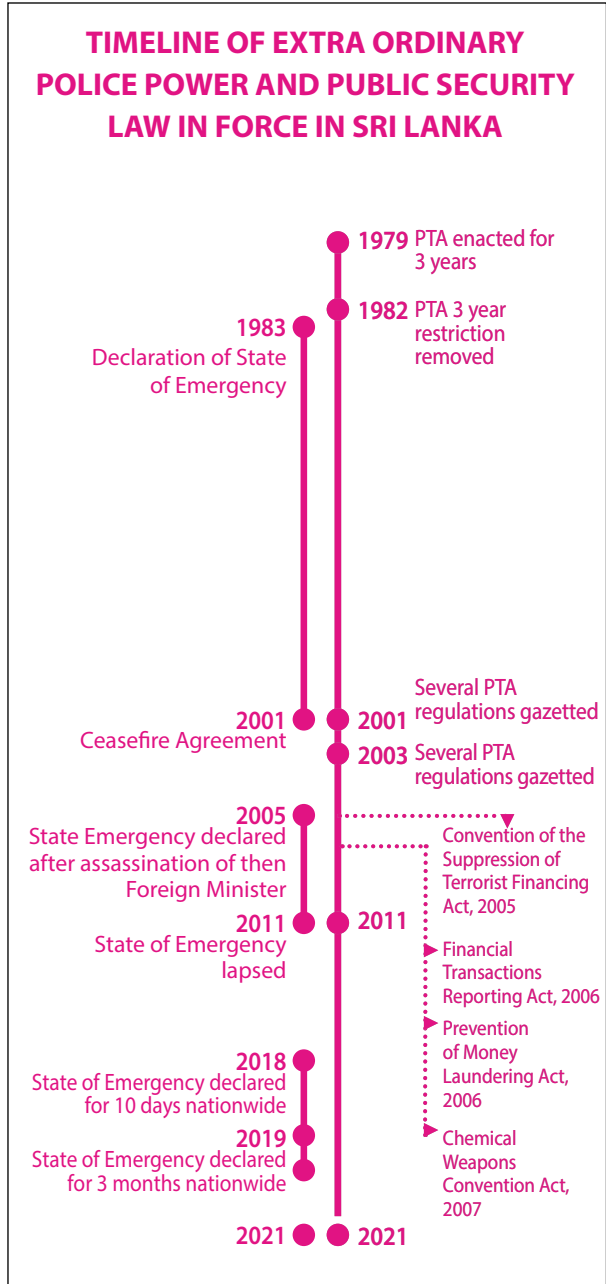 TIMELINE OF EXTRA ORDINARY
POLICE POWER AND PUBLIC SECURITY
LAW IN FORCE IN SRI LANKA
1979 PTA enacted for
3 years
1982 PTA 3 year
restriction
removed
1983
Declaration of State
of Emergency
2001
Ceasefire Agreement
2001 Several PTA
regulations gazetted
2003 Several PTA
regulations gazetted
2005
State Emergency declared
after assassination of then
Foreign Minister
Convention of the
Suppression of
Terrorist Financing
Act, 2005
2011
State of Emergency
lapsed
2011
Financial
Transactions
Reporting Act, 2006
Prevention
of Money
Laundering Act,
2006
2018
State of Emergency declared
for 10 days nationwide
2019
State of Emergency declared
for 3 months nationwide
Chemical
Weapons
Convention Act,
2007
2021
2021